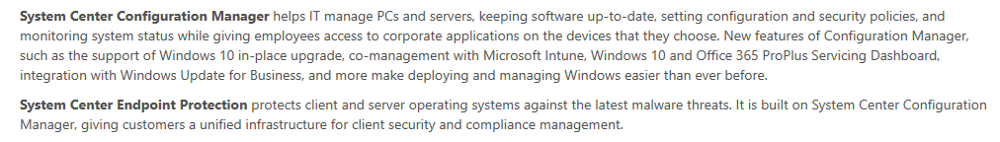 System Center Configuration Manager helps IT manage PCs and servers, keeping software up-to-date, setting configuration and security policies, and
monitoring system status while giving employees access to corporate applications on the devices that they choose. New features of Configuration Manager,
such as the support of Windows 10 in-place upgrade, co-management with Microsoft Intune, Windows 10 and Office 365 ProPlus Servicing Dashboard,
integration with Windows Update for Business, and more make deploying and managing Windows easier than ever before.
System Center Endpoint Protection protects client and server operating systems against the latest malware threats. It is built on System Center Configuration
Manager, giving customers a unified infrastructure for client security and compliance management.